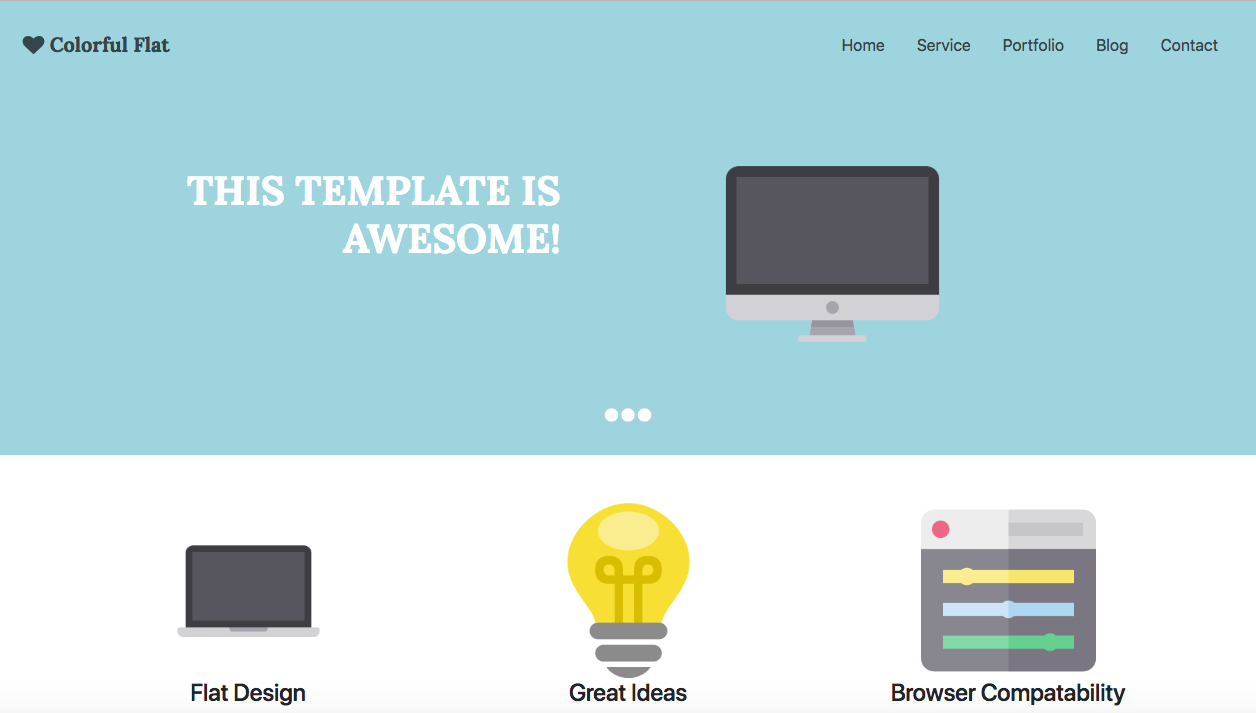 Colorful Flat
Home Service Portfolio Blog Contact
THIS TEMPLATE IS
AWESOME!
Flat Design
Great Ideas
Browser Compatability